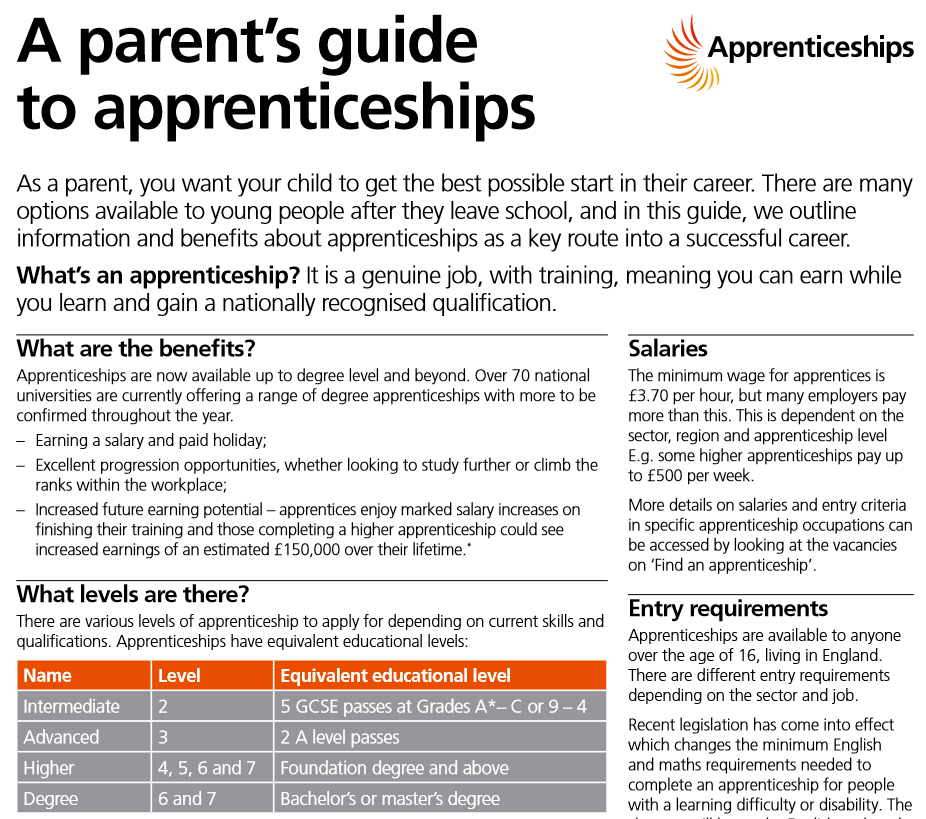 A parent’s guide
to apprenticeships
Apprenticeships
As a parent, you want your child to get the best possible start in their career. There are many
options available to young people after they leave school, and in this guide, we outline
information and benefits about apprenticeships as a key route into a successful career.
What’s an apprenticeship? It is a genuine job, with training, meaning you can earn while
you learn and gain a nationally recognised qualification.
What are the benefits?
Apprenticeships are now available up to degree level and beyond. Over 70 national
universities are currently offering a range of degree apprenticeships with more to be
confirmed throughout the year.
– Earning a salary and paid holiday;
– Excellent progression opportunities, whether looking to study further or climb the
ranks within the workplace;
– Increased future earning potential – apprentices enjoy marked salary increases on
finishing their training and those completing a higher apprenticeship could see
increased earnings of an estimated £150,000 over their lifetime.*
What levels are there?
There are various levels of apprenticeship to apply for depending on current skills and
qualifications. Apprenticeships have equivalent educational levels:
Name Level Equivalent educational level
Intermediate 2 5 GCSE passes at Grades A*– C or 9 – 4
Advanced 3 2 A level passes
Higher 4, 5, 6 and 7 Foundation degree and above
Degree 6 and 7 Bachelor’s or master’s degree
Salaries
The minimum wage for apprentices is
£3.70 per hour, but many employers pay
more than this. This is dependent on the
sector, region and apprenticeship level
E.g. some higher apprenticeships pay up
to £500 per week.
More details on salaries and entry criteria
in specific apprenticeship occupations can
be accessed by looking at the vacancies
on ‘Find an apprenticeship’.
Entry requirements
Apprenticeships are available to anyone
over the age of 16, living in England.
There are different entry requirements
depending on the sector and job.
Recent legislation has come into effect
which changes the minimum English
and maths requirements needed to
complete an apprenticeship for people
with a learning difficulty or disability. The